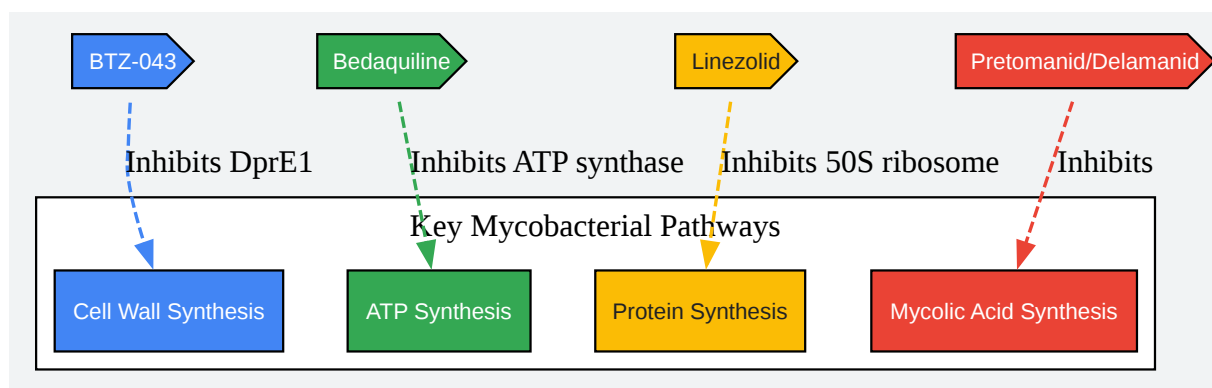 BTZ-043
Bedaquiline
Linezolid
Pretomanid/Delamanid
Inhibits DprE1
Inhibits ATP synthase
Inhibits 50S ribosome
Inhibits
Key Mycobacterial Pathways
Cell Wall Synthesis
ATP Synthesis
Protein Synthesis
Mycolic Acid Synthesis